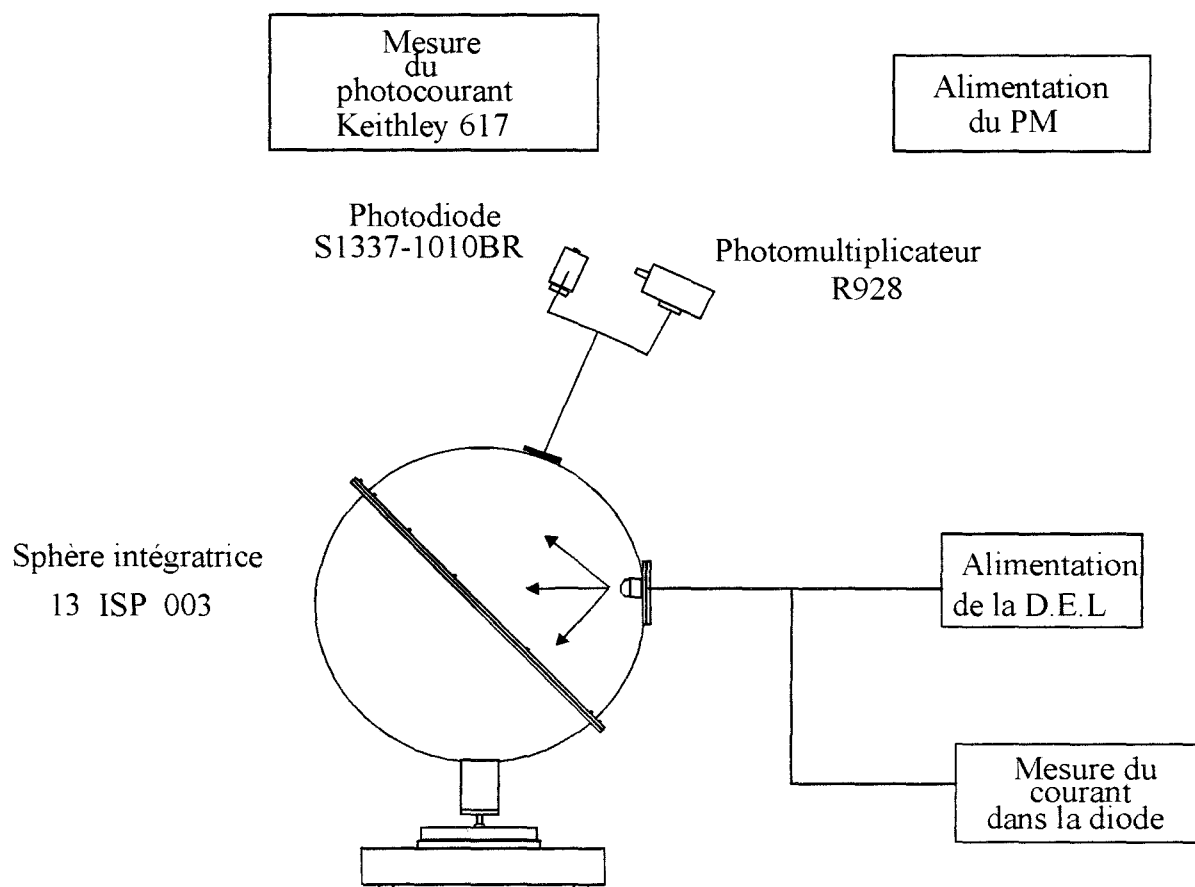 Mesure
du
photocourant
Keithley 617
Alimentation
du PM
Photodiode
S1337-1010BR
Photomultiplicateur
R928
Sphère intégratrice
13 ISP 003
Alimentation
de la D.E.L
Mesure du
courant
dans la diode